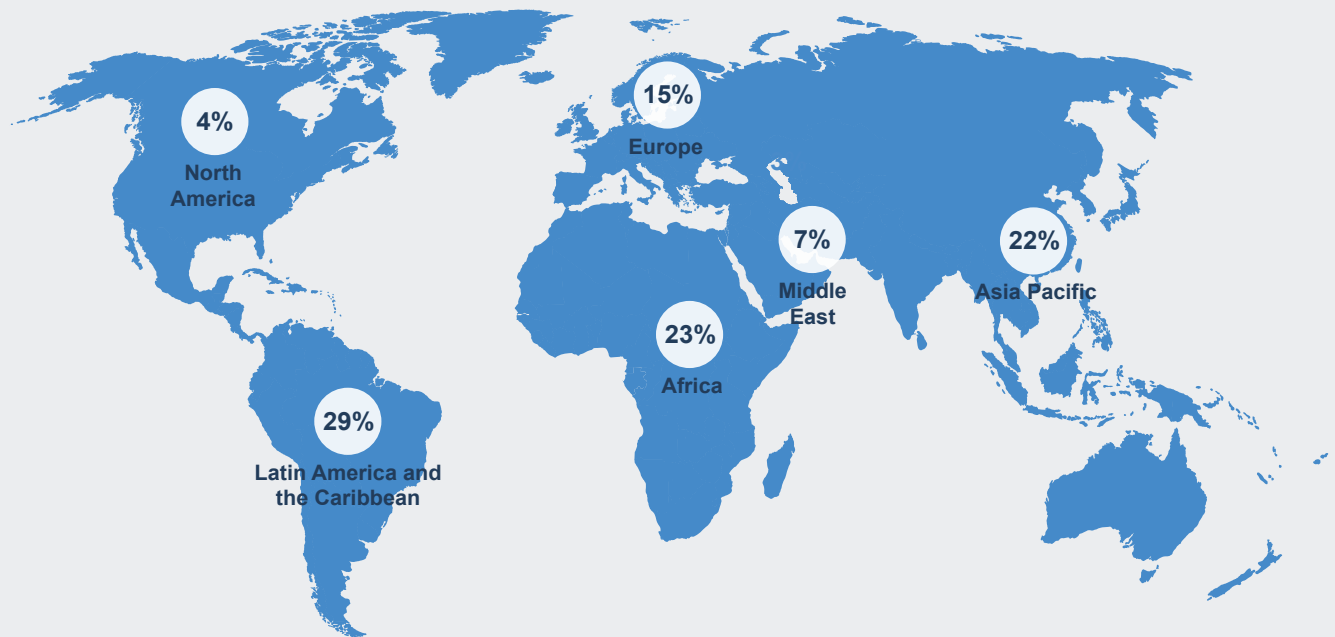 4%
North
America
15%
Europe
7%
Middle
East
22%
Asia Pacific
23%
Africa
29%
Latin America and
the Caribbean